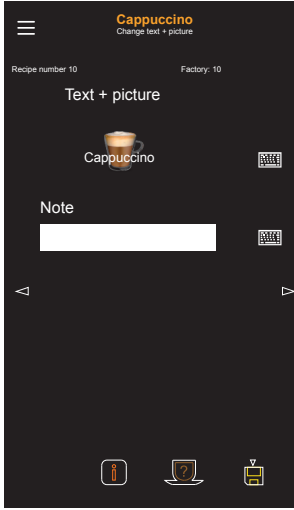 Cappuccino
Change text + picture
Recipe number 10 Factory: 10
Text + picture
Cappuccino
Note
i
?